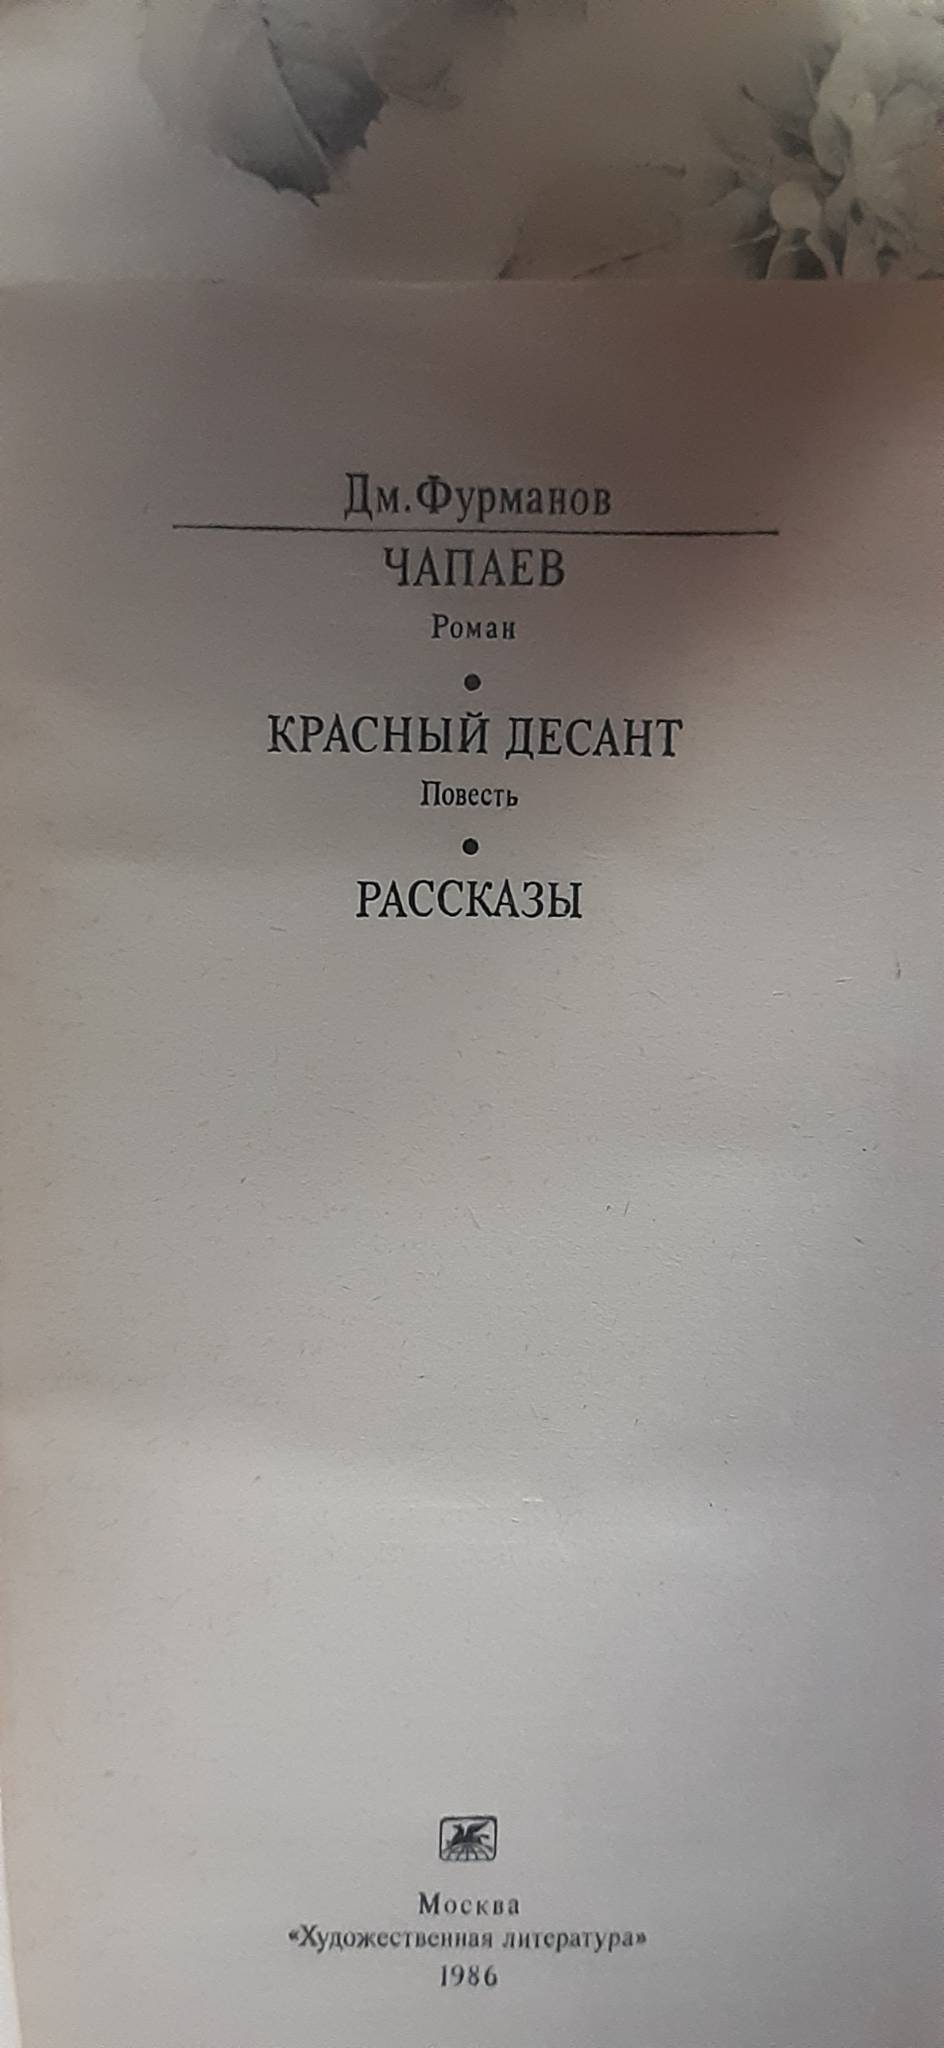 Дм.Фурманов
ЧАПАЕВ
Роман
•
КРАСНЫЙ ДЕСАНТ
Повесть
•
РАССКАЗЫ
Москва
«Художественная литература»
1986